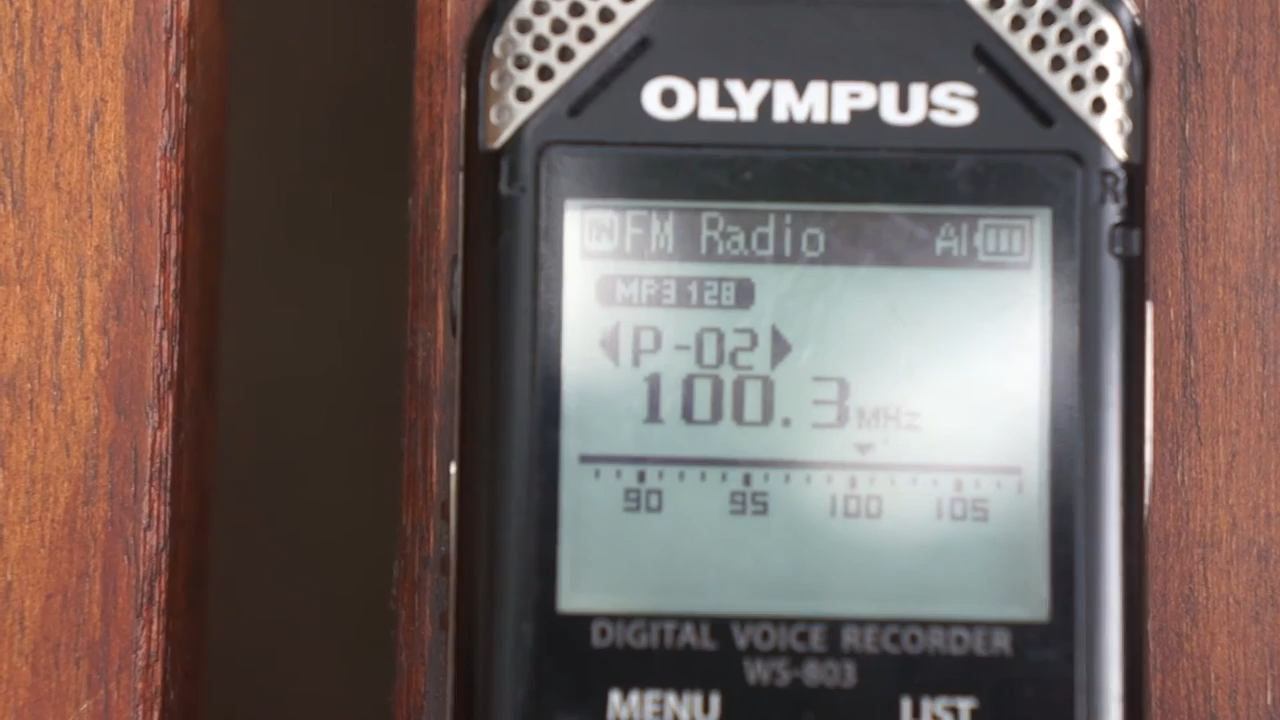 OLYMPUS
FM Radio
MP3 128
P-02
100.3 MHz
90 95 100 105
DIGITAL VOICE RECORDER
WS-803
MENU LIST